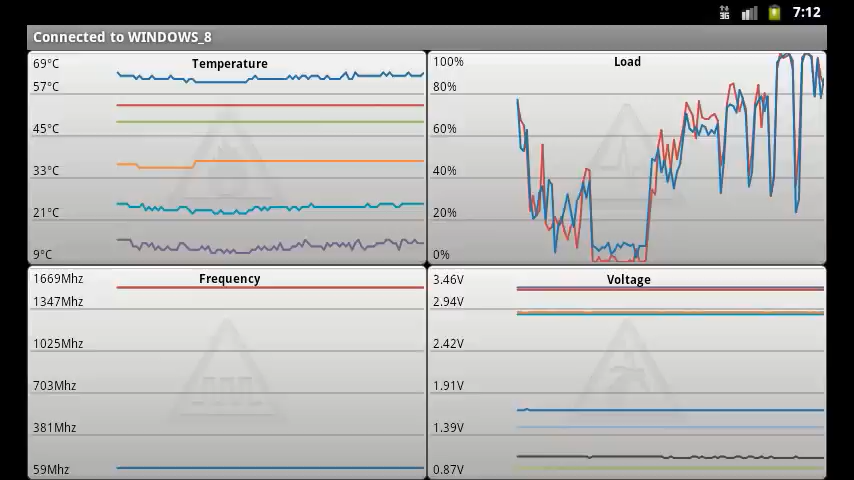 3G 7:12
Connected to WINDOWS_8
Temperature
69°C
57°C
45°C
33°C
21°C
9°C
Load
100%
80%
60%
40%
20%
0%
Frequency
1669Mhz
1347Mhz
1025Mhz
703Mhz
381Mhz
59Mhz
Voltage
3.46V
2.94V
2.42V
1.91V
1.39V
0.87V